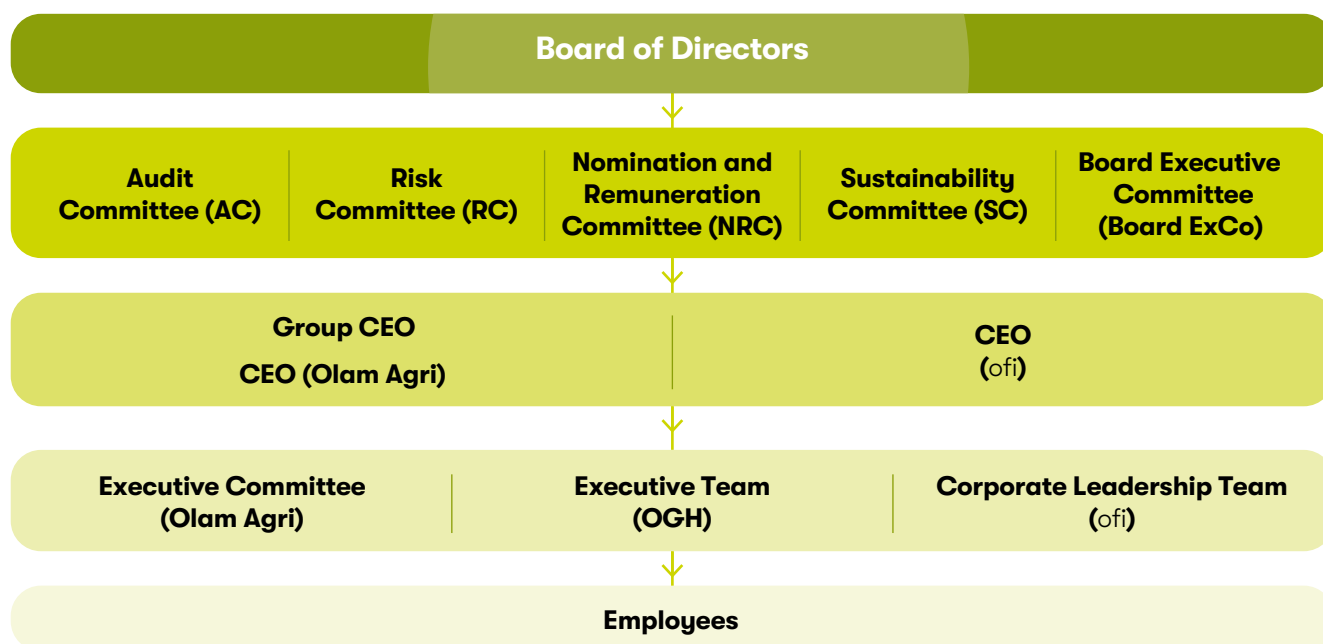 Board of Directors
Audit
Committee (AC)
Risk
Committee (RC)
Nomination and
Remuneration
Committee (NRC)
Sustainability
Committee (SC)
Board Executive
Committee
(Board ExCo)
Group CEO
CEO (Olam Agri)
CEO
(ofi)
Executive Committee
(Olam Agri)
Executive Team
(OGH)
Corporate Leadership Team
(ofi)
Employees